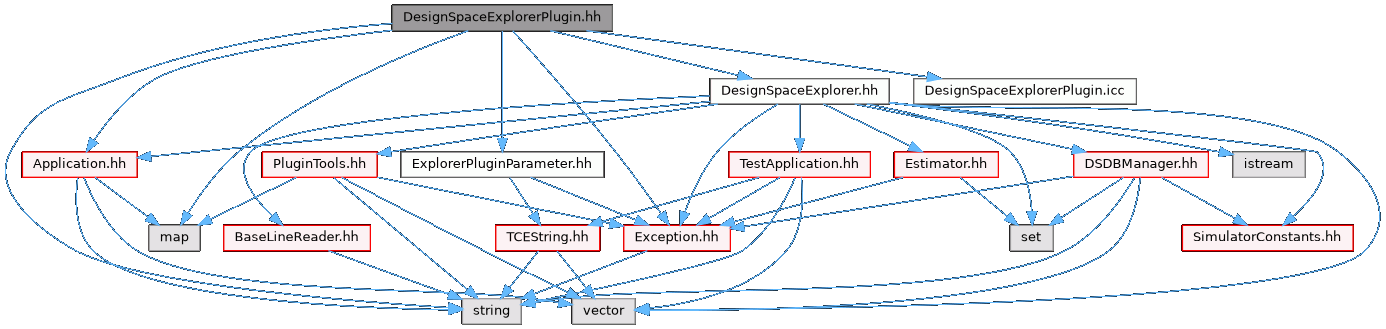 DesignSpaceExplorerPlugin.hh
DesignSpaceExplorer.hh
DesignSpaceExplorerPlugin.icc
Application.hh
PluginTools.hh
ExplorerPluginParameter.hh
TestApplication.hh
Estimator.hh
DSDBManager.hh
istream
map
BaseLineReader.hh
TCEString.hh
Exception.hh
set
SimulatorConstants.hh
string
vector